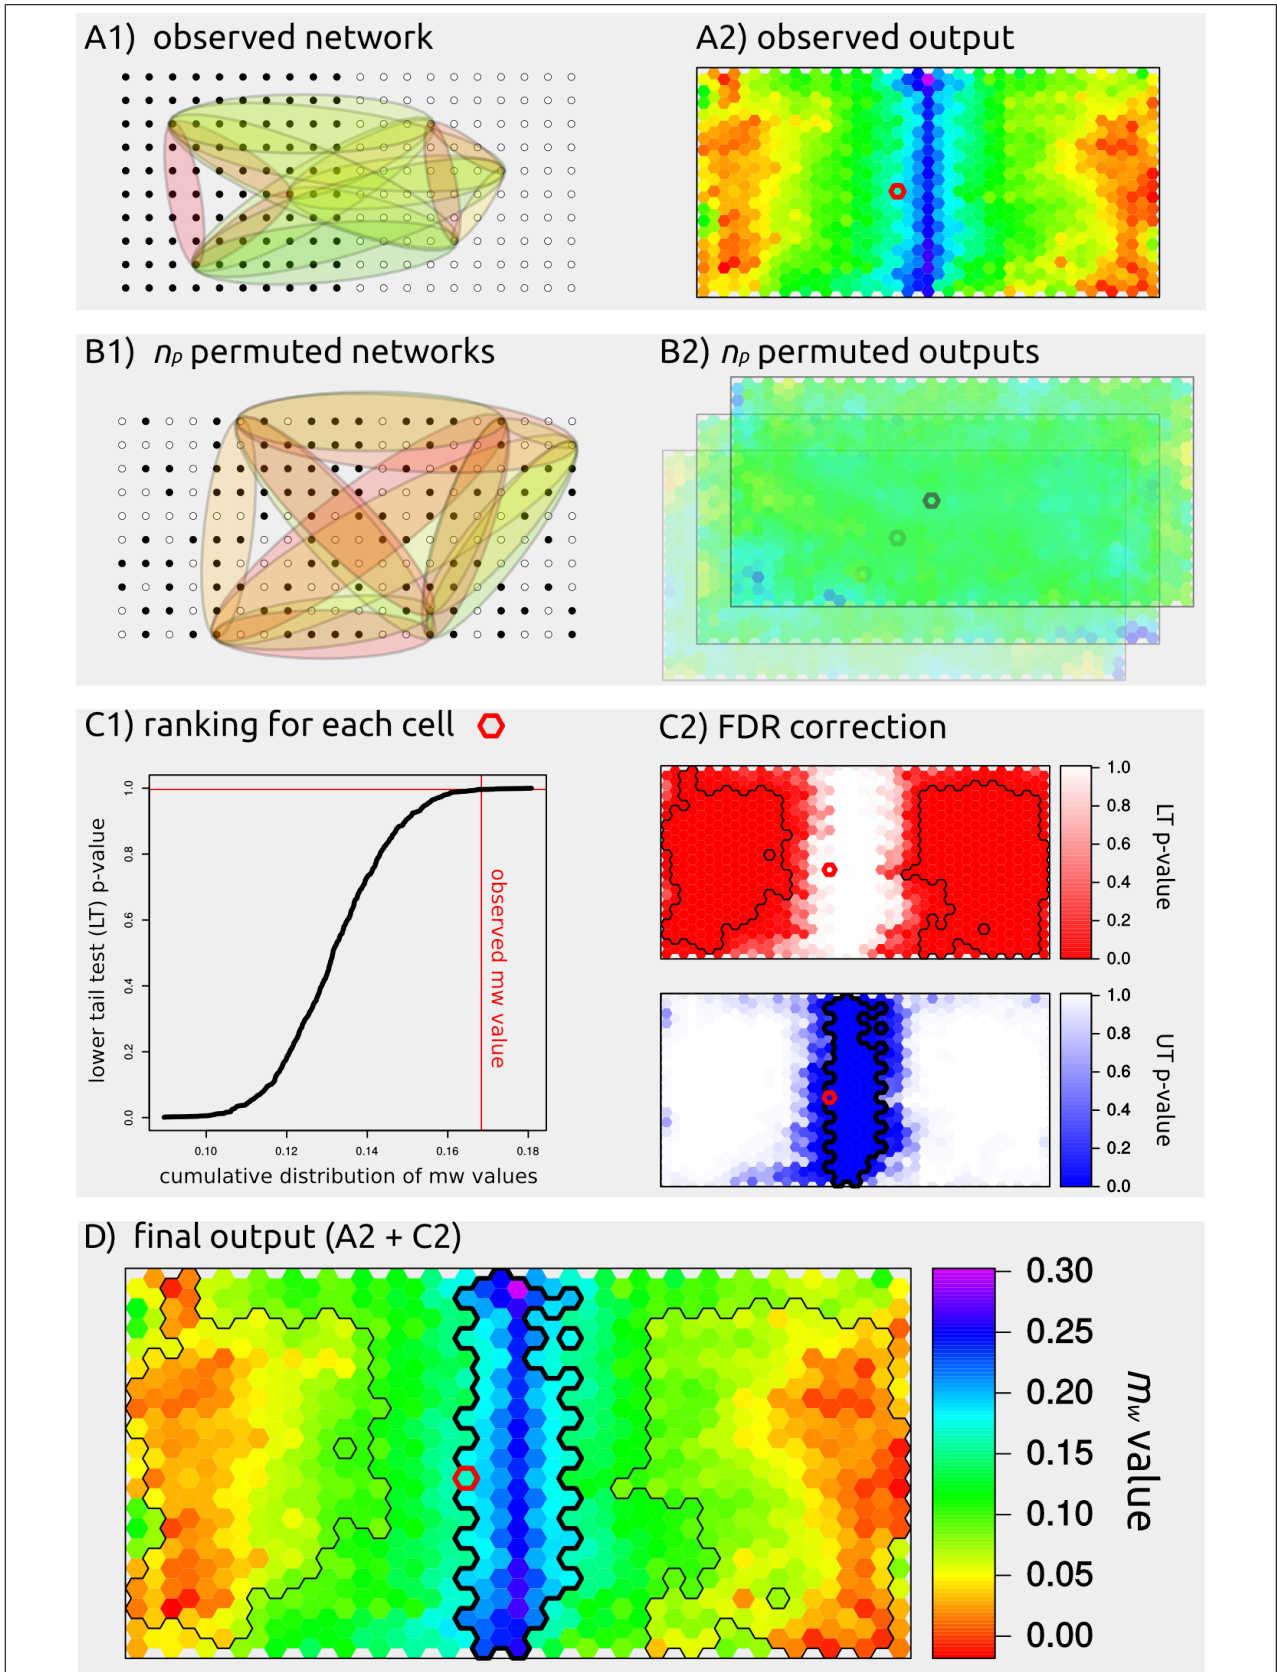 A1) observed network
A2) observed output
B1) np permuted networks
B2) np permuted outputs
C1) ranking for each cell
C2) FDR correction
lower tail test (LT) p-value
0.0
0.2
0.4
0.6
0.8
1.0
observed mw value
0.10
0.12
0.14
0.16
0.18
cumulative distribution of mw values
1.0
0.8
0.6
0.4
0.2
0.0
LT p-value
1.0
0.8
0.6
0.4
0.2
0.0
UT p-value
D) final output (A2 + C2)
0.30
0.25
0.20
0.15
0.10
0.05
0.00
mw value